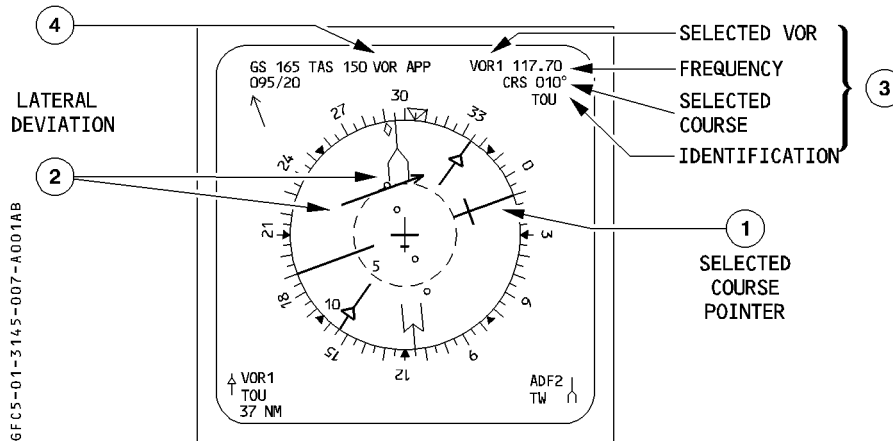 4
GS 165 TAS 150 VOR APP
095/20
VOR1 117.70
CRS 010°
TOU
SELECTED VOR
FREQUENCY
SELECTED
COURSE
IDENTIFICATION
3
LATERAL
DEVIATION
2
30
33
0
3
6
9
12
15
18
21
24
27
5
10
1
SELECTED
COURSE
POINTER
VOR1
TOU
37 NM
ADF2
TW
GFC5-01-3145-007-A001AB